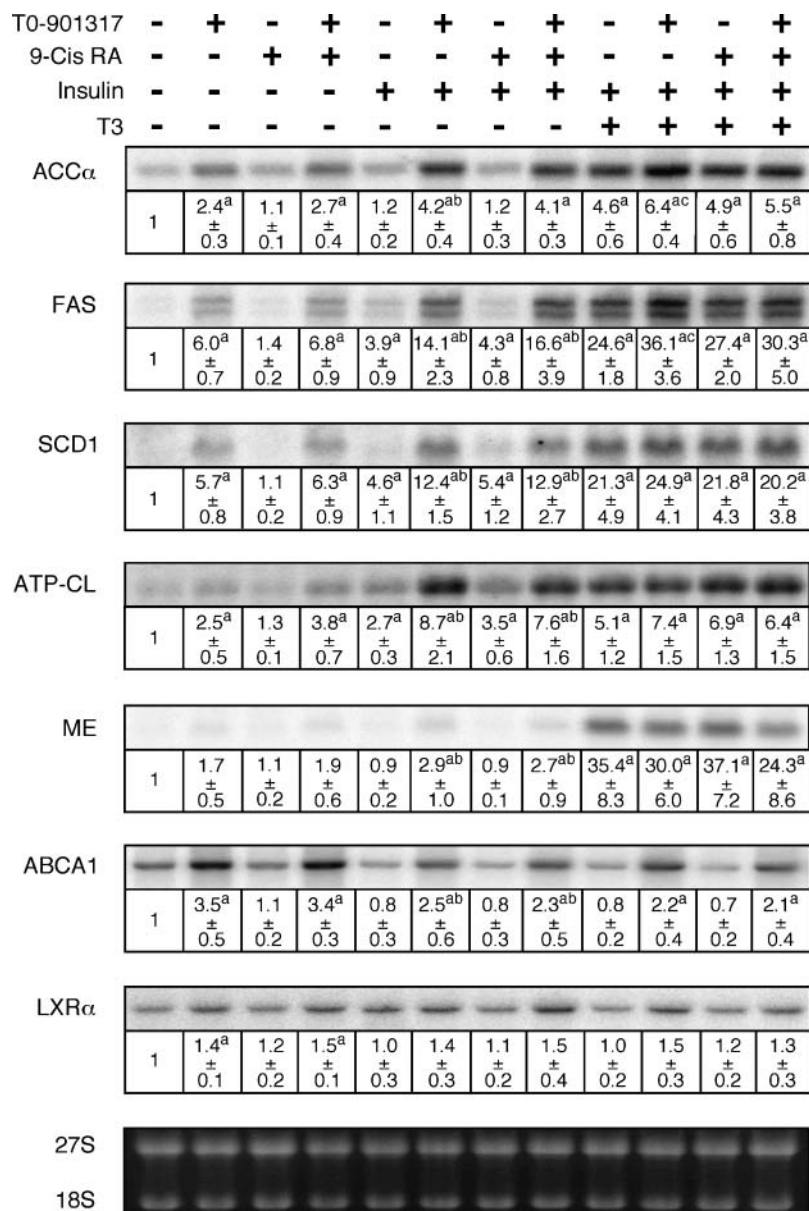 T0-901317 - + - + - + - + - + - +
9-Cis RA - - + + - - + + - - + +
Insulin - - - - + + + + + + + +
T3 - - - - - - - - + + + +
ACCα
1 2.4ᵃ 1.1 2.7ᵃ 1.2 4.2ᵃᵇ 1.2 4.1ᵃ 4.6ᵃ 6.4ᵃᶜ 4.9ᵃ 5.5ᵃ
± ± ± ± ± ± ± ± ± ± ±
0.3 0.1 0.4 0.2 0.4 0.3 0.3 0.6 0.4 0.6 0.8
FAS
1 6.0ᵃ 1.4 6.8ᵃ 3.9ᵃ 14.1ᵃᵇ 4.3ᵃ 16.6ᵃᵇ 24.6ᵃ 36.1ᵃᶜ 27.4ᵃ 30.3ᵃ
± ± ± ± ± ± ± ± ± ± ±
0.7 0.2 0.9 0.9 2.3 0.8 3.9 1.8 3.6 2.0 5.0
SCD1
1 5.7ᵃ 1.1 6.3ᵃ 4.6ᵃ 12.4ᵃᵇ 5.4ᵃ 12.9ᵃᵇ 21.3ᵃ 24.9ᵃ 21.8ᵃ 20.2ᵃ
± ± ± ± ± ± ± ± ± ± ±
0.8 0.2 0.9 1.1 1.5 1.2 2.7 4.9 4.1 4.3 3.8
ATP-CL
1 2.5ᵃ 1.3 3.8ᵃ 2.7ᵃ 8.7ᵃᵇ 3.5ᵃ 7.6ᵃᵇ 5.1ᵃ 7.4ᵃ 6.9ᵃ 6.4ᵃ
± ± ± ± ± ± ± ± ± ± ±
0.5 0.1 0.7 0.3 2.1 0.6 1.6 1.2 1.5 1.3 1.5
ME
1 1.7 1.1 1.9 0.9 2.9ᵃᵇ 0.9 2.7ᵃᵇ 35.4ᵃ 30.0ᵃ 37.1ᵃ 24.3ᵃ
± ± ± ± ± ± ± ± ± ± ±
0.5 0.2 0.6 0.2 1.0 0.1 0.9 8.3 6.0 7.2 8.6
ABCA1
1 3.5ᵃ 1.1 3.4ᵃ 0.8 2.5ᵃᵇ 0.8 2.3ᵃᵇ 0.8 2.2ᵃ 0.7 2.1ᵃ
± ± ± ± ± ± ± ± ± ± ±
0.5 0.2 0.3 0.3 0.6 0.3 0.5 0.2 0.4 0.2 0.4
LXRα
1 1.4ᵃ 1.2 1.5ᵃ 1.0 1.4 1.1 1.5 1.0 1.5 1.2 1.3
± ± ± ± ± ± ± ± ± ± ±
0.1 0.2 0.1 0.3 0.3 0.2 0.4 0.2 0.3 0.2 0.3
27S
18S